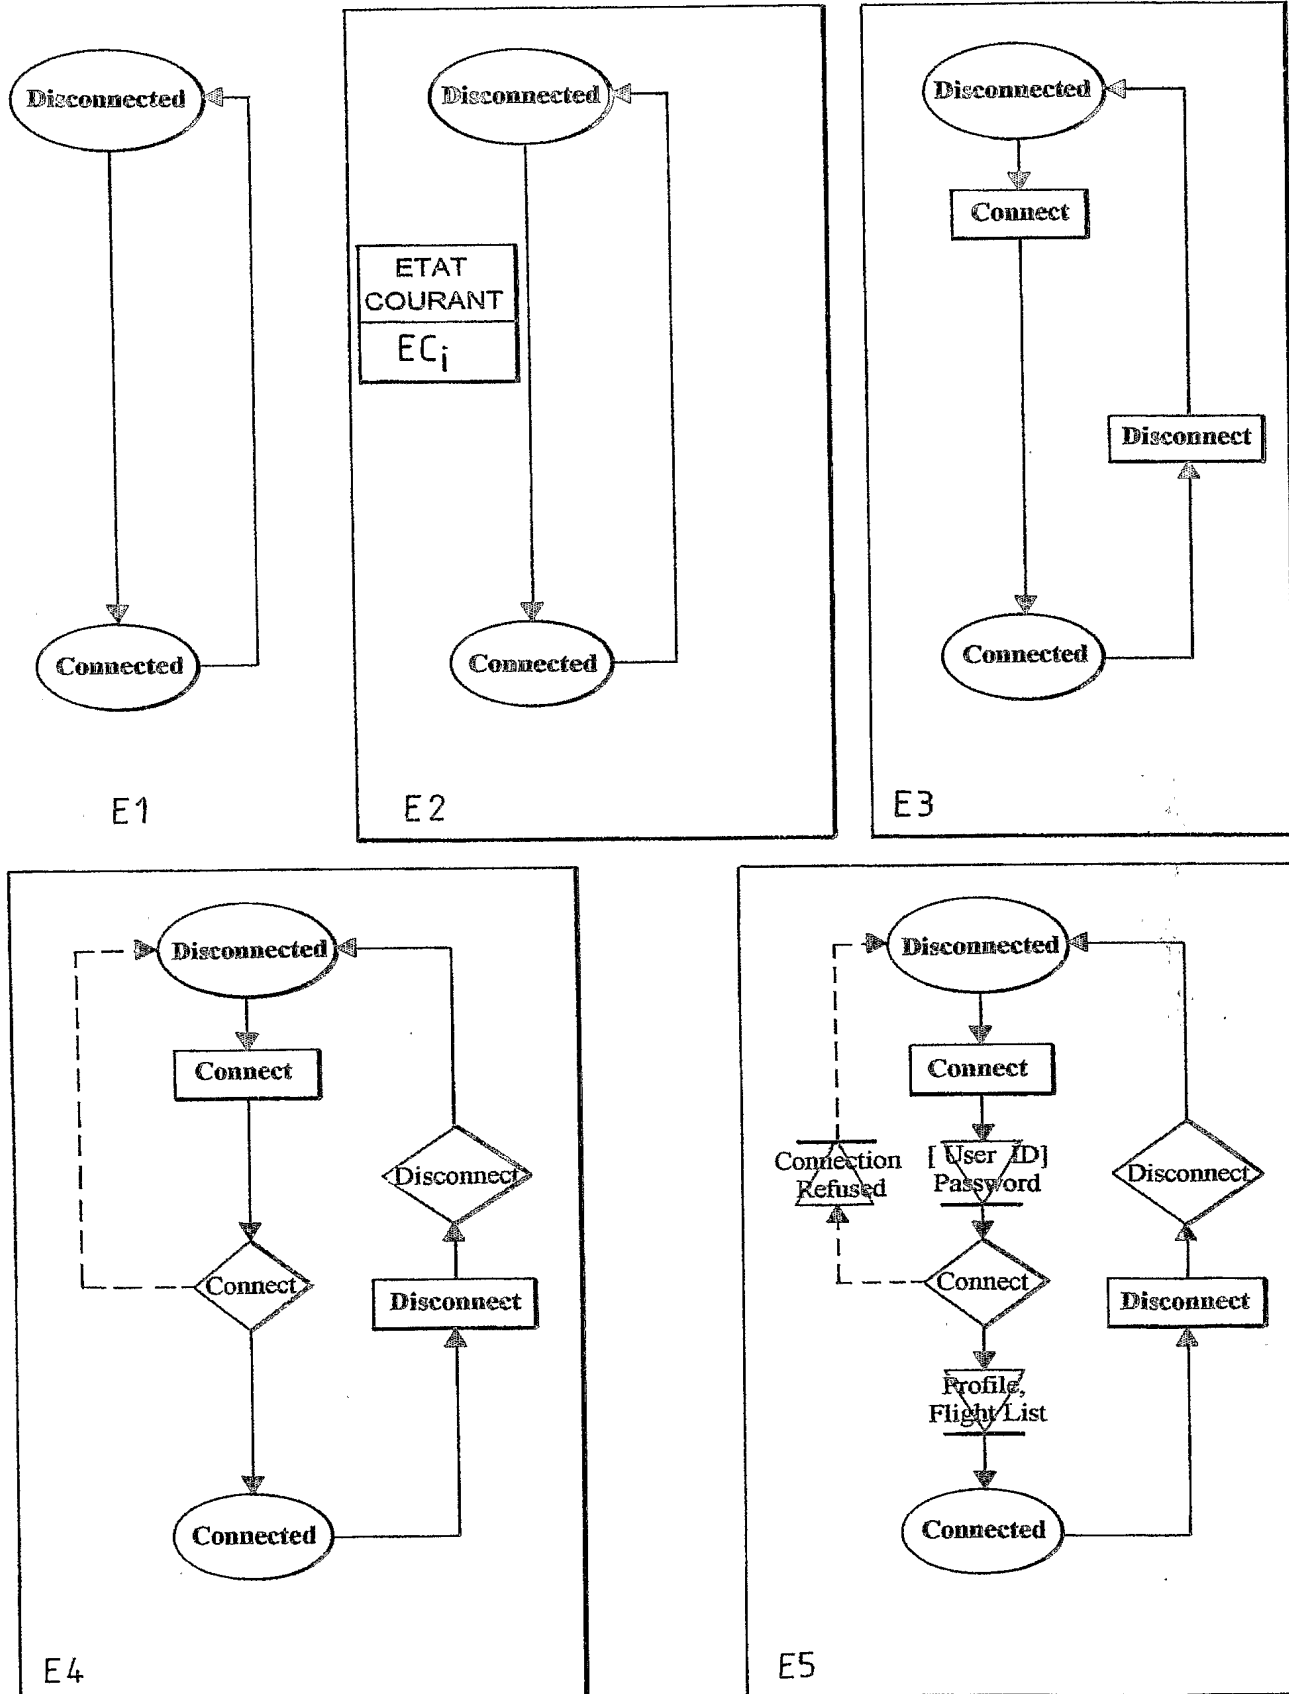 Disconnected
Connected
E1
Disconnected
ETAT
COURANT
ECi
Connected
E2
Disconnected
Connect
Disconnect
Connected
E3
Disconnected
Connect
Disconnect
Connect
Disconnect
Connected
E4
Disconnected
Connect
Connection
Refused
[ User ID]
Password
Disconnect
Connect
Disconnect
Profile,
Flight List
Connected
E5